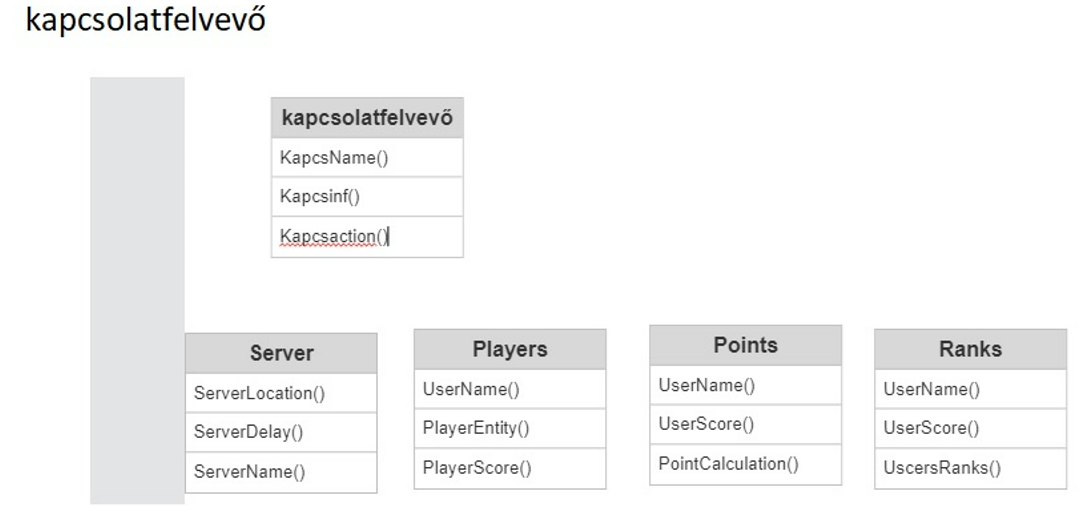 kapcsolatfelvevő
kapcsolatfelvevő
KapcsName()
Kapcsinf()
Kapcsaction()
Server
ServerLocation()
ServerDelay()
ServerName()
Players
UserName()
PlayerEntity()
PlayerScore()
Points
UserName()
UserScore()
PointCalculation()
Ranks
UserName()
UserScore()
UscersRanks()